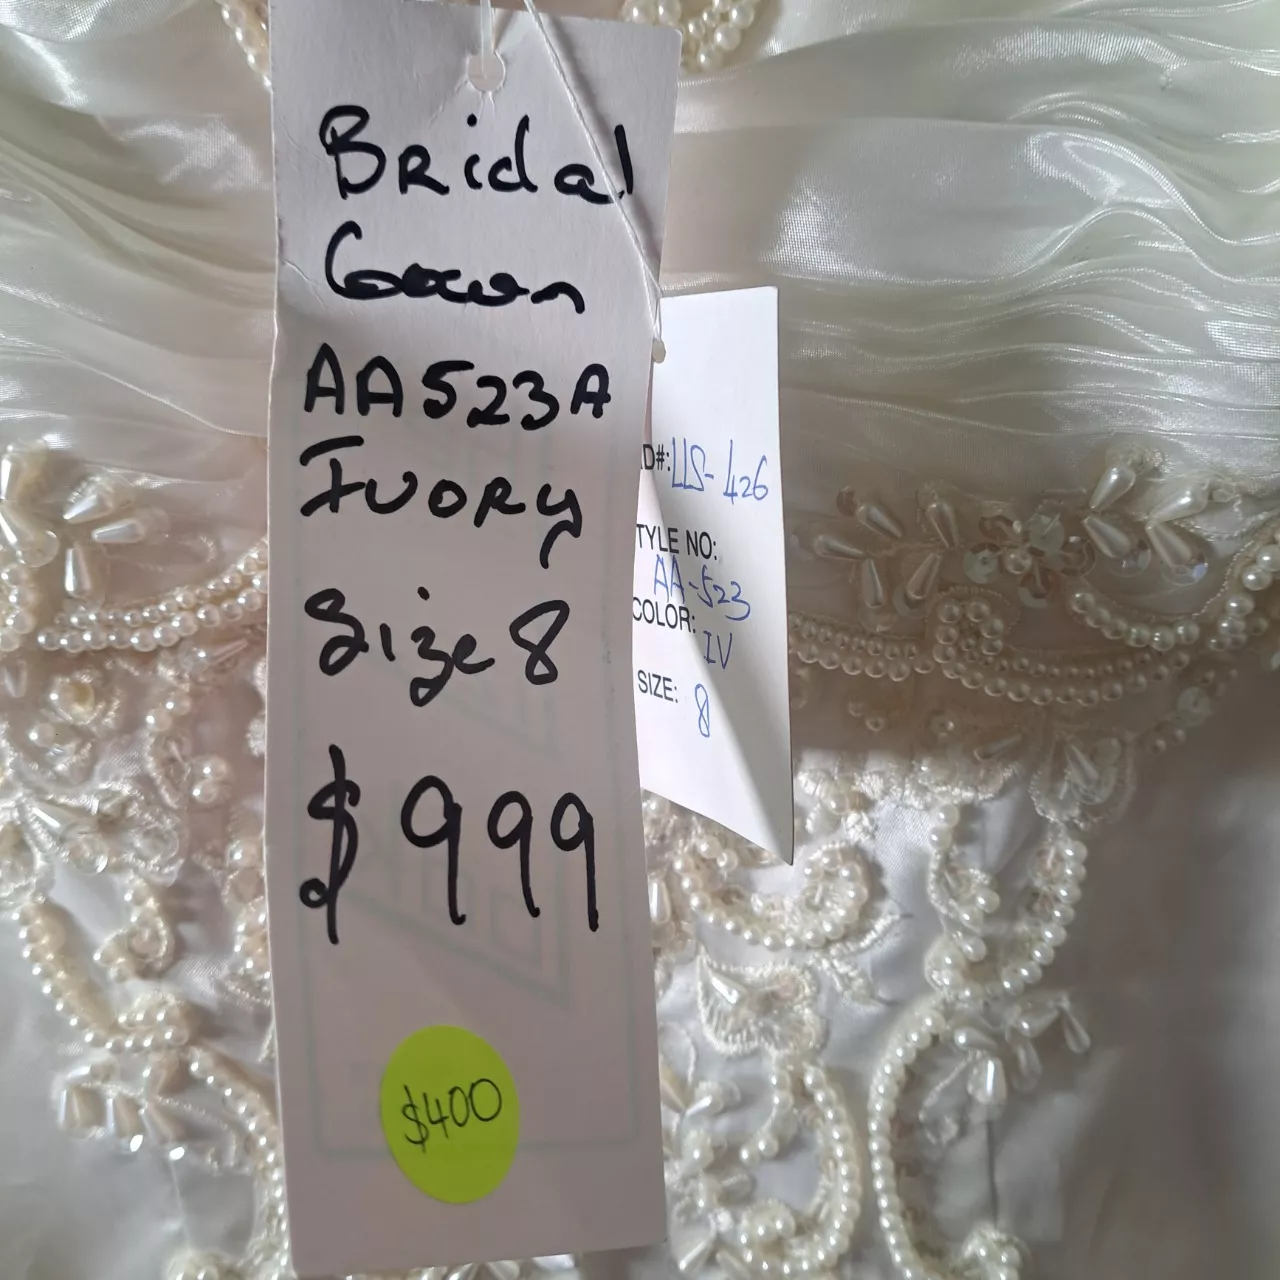 Bridal
Gown
AA523A
Ivory
Size 8
$999
$400
D#: LLS-426
TYLE NO:
AA-523
COLOR:
IV
SIZE: 8